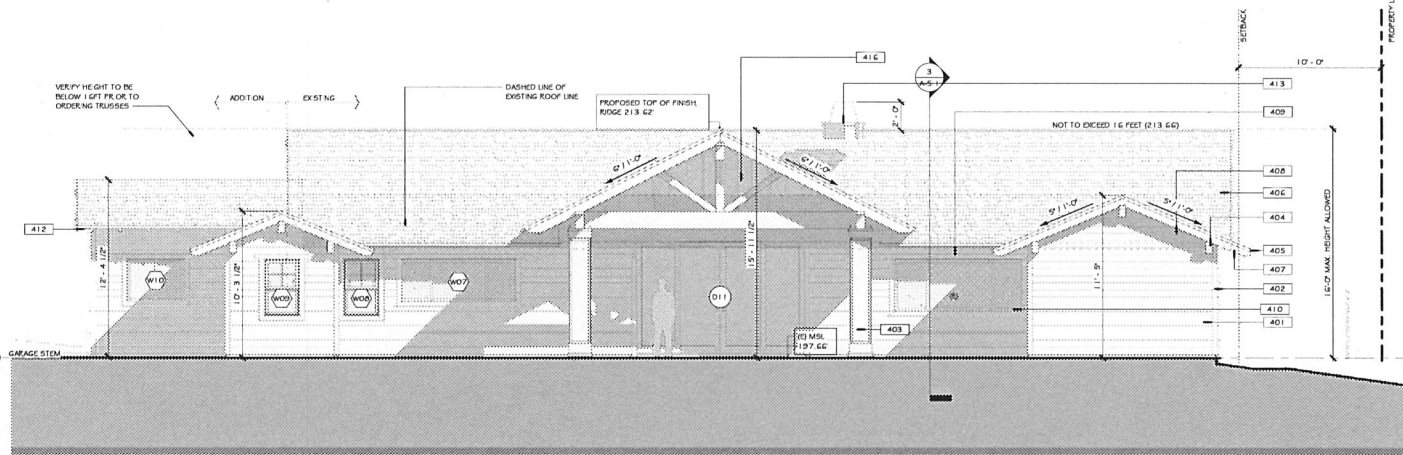 SETBACK
PROPERTY L
10' - 0"
VERIFY HEIGHT TO BE
BELOW 16FT PRIOR TO
ORDERING TRUSSES
ADDITION
EXISTING
DASHED LINE OF
EXISTING ROOF LINE
PROPOSED TOP OF FINISH,
RIDGE 213.62'
416
3
A-5.1
2' - 0"
413
409
NOT TO EXCEED 16 FEET (213.66)
6"/1'-0"
6"/1'-0"
5"/1'-0"
5"/1'-0"
408
406
404
405
407
402
410
401
412
12' - 4 1/2"
10' - 3 1/2"
15' - 11 1/2"
11' - 5"
16'-0" MAX. HEIGHT ALLOWED
W10
W09
W08
W07
D11
(E)
403
(E) MSL
197.66'
GARAGE STEM